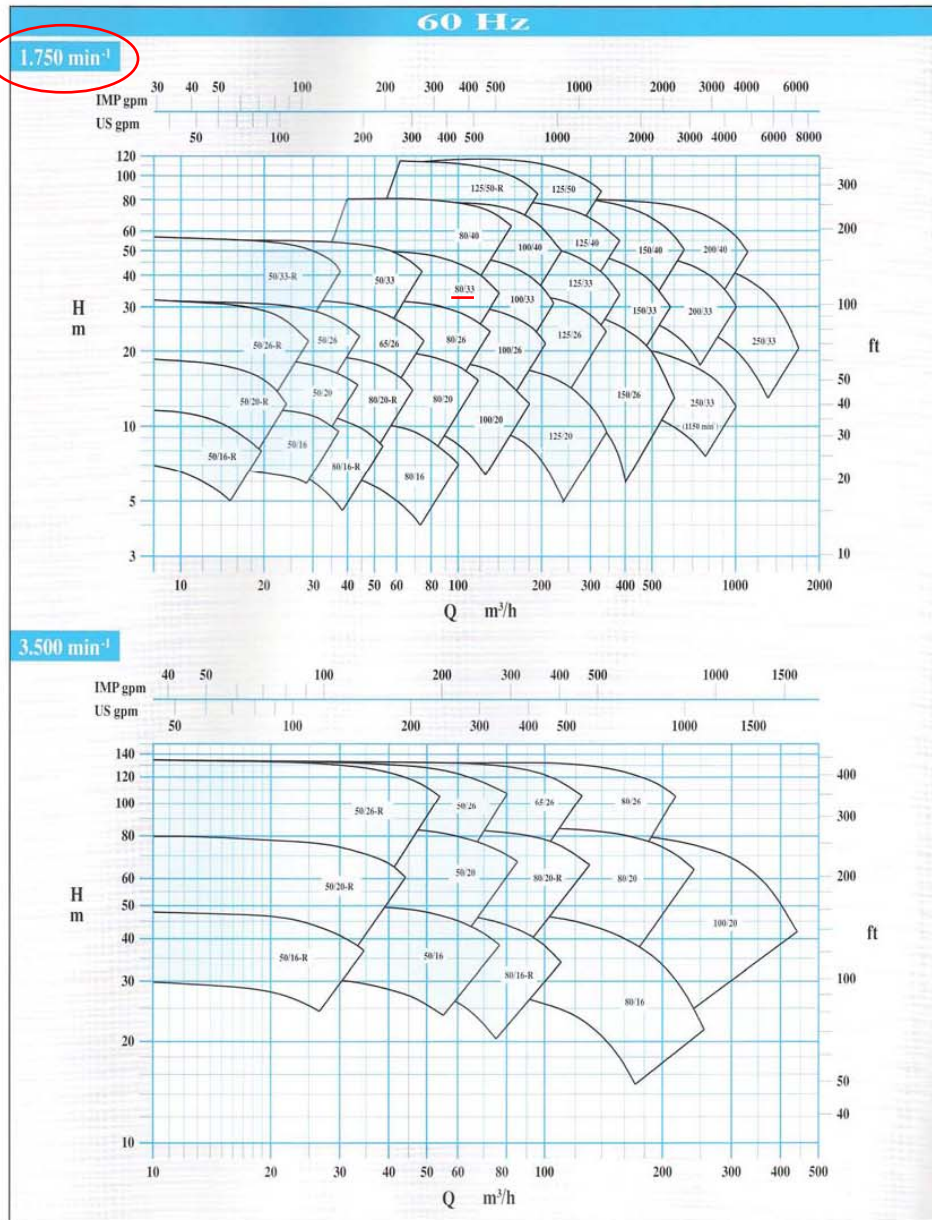 60 Hz
1.750 min⁻¹
30 40 50 100 200 300 400 500 1000 2000 3000 4000 6000
IMP gpm
US gpm
50 100 200 300 400 500 1000 2000 3000 4000 6000 8000
120
100
80
60
50
40
30
20
10
5
3
H
m
300
200
100
50
40
30
20
10
ft
125/50-R 125/50
80/40 100/40 125/40 150/40 200/40
50/33-R 50/33 80/33 100/33 125/33 150/33 200/33 250/33
50/26-R 50/26 65/26 80/26 100/26 125/26 150/26
250/33
(1150 min⁻)
50/20-R 50/20 80/20-R 80/20 100/20 125/20
50/16-R 50/16 80/16-R 80/16
10 20 30 40 50 60 80 100 200 300 400 500 1000 2000
Q m³/h
3.500 min⁻¹
40 50 100 200 300 400 500 1000 1500
IMP gpm
US gpm
50 100 200 300 400 500 1000 1500
140
120
100
80
60
50
40
30
20
10
H
m
400
300
200
100
50
40
ft
50/26-R 50/26 65/26 80/26
50/20-R 50/20 80/20-R 80/20 100/20
50/16-R 50/16 80/16-R 80/16
10 20 30 40 50 60 80 100 200 300 400 500
Q m³/h